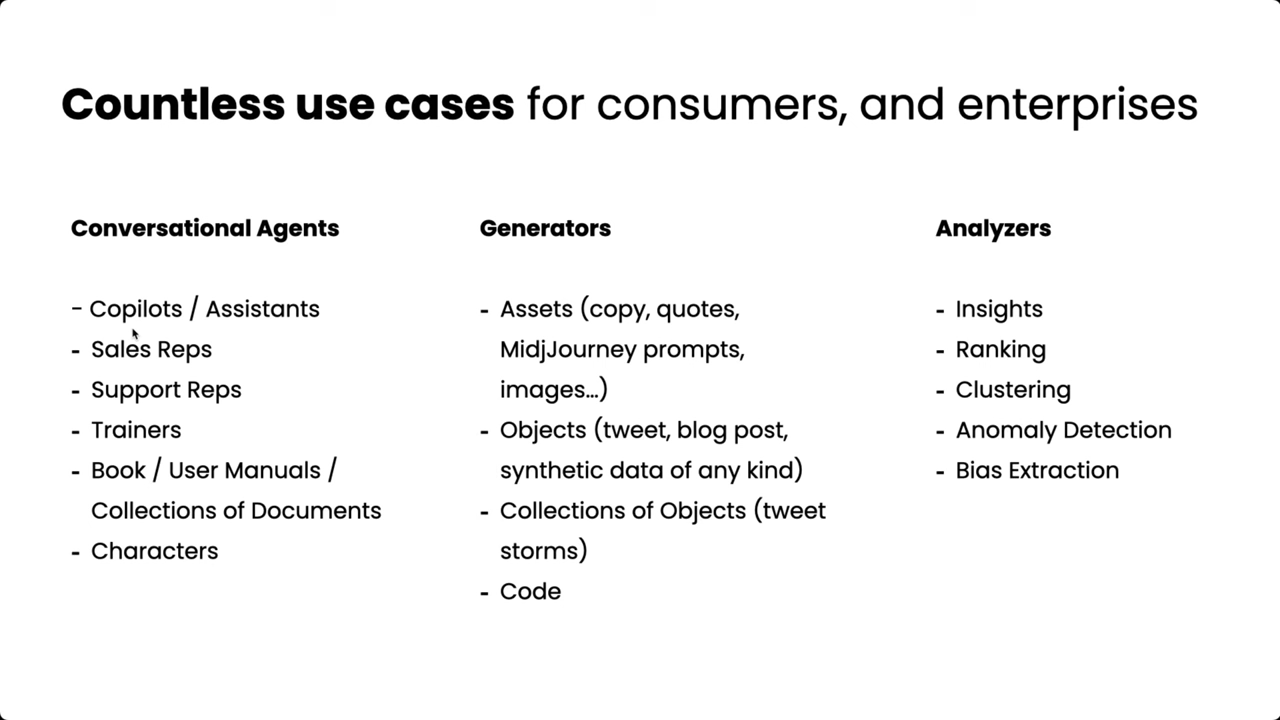 Countless use cases for consumers, and enterprises
Conversational Agents
- Copilots / Assistants
- Sales Reps
- Support Reps
- Trainers
- Book / User Manuals /
Collections of Documents
- Characters
Generators
- Assets (copy, quotes,
MidjJourney prompts,
images...)
- Objects (tweet, blog post,
synthetic data of any kind)
- Collections of Objects (tweet
storms)
- Code
Analyzers
- Insights
- Ranking
- Clustering
- Anomaly Detection
- Bias Extraction